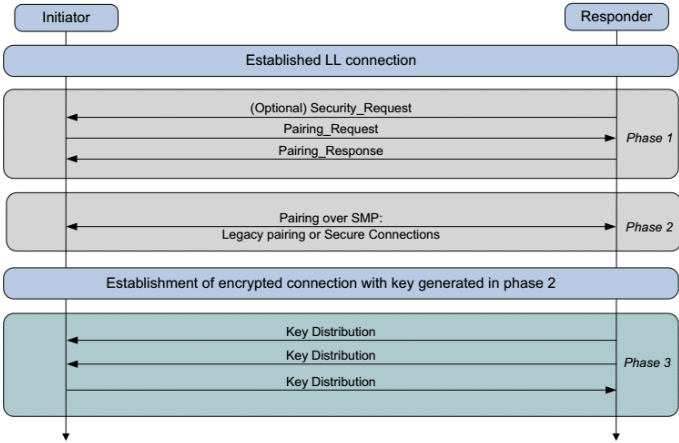 Initiator
Responder
Established LL connection
(Optional) Security_Request
Pairing_Request
Phase 1
Pairing_Response
Pairing over SMP:
Phase 2
Legacy pairing or Secure Connections
Establishment of encrypted connection with key generated in phase 2
Key Distribution
Key Distribution
Phase 3
Key Distribution